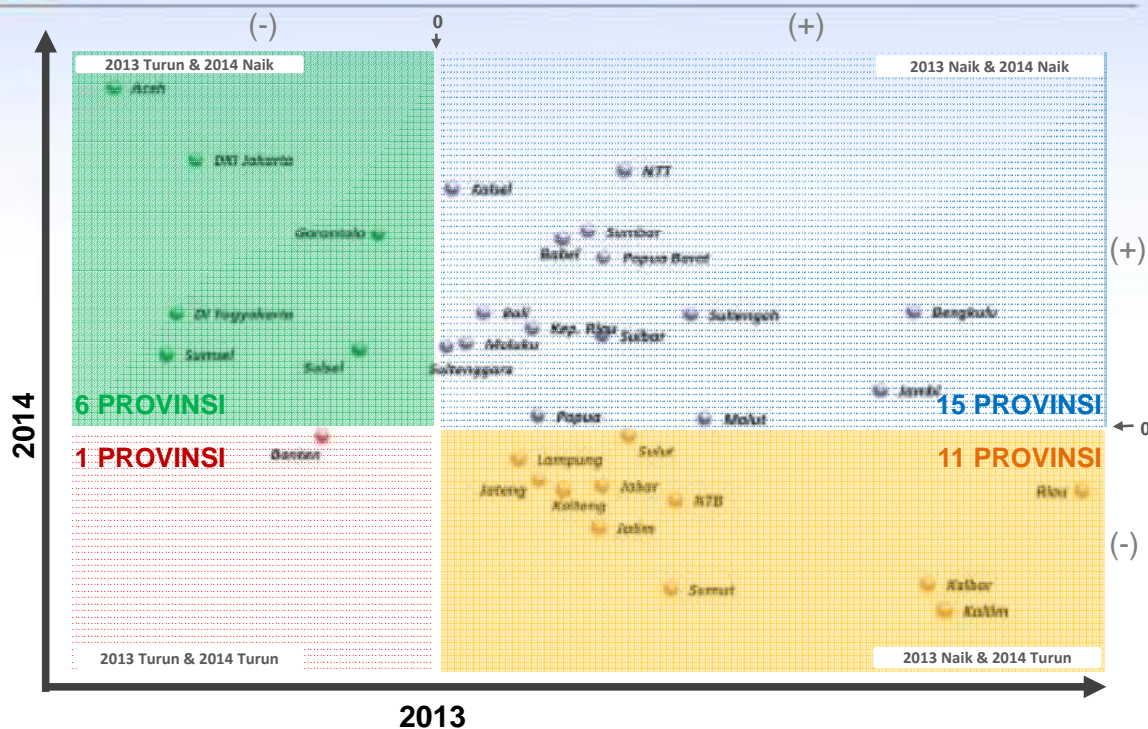 (-)
0
(+)
2013 Turun & 2014 Naik
2013 Naik & 2014 Naik
Aceh
DKI Jakarta
NTT
Kalsel
Gorontalo
Sumbar
Babel
Papua Barat
(+)
DI Yogyakarta
Bali
Sultengah
Bengkulu
Kep. Riau
Sulbar
Sumsel
Sulsel
Maluku
Sultenggara
Jambi
6 PROVINSI
Papua
Malut
15 PROVINSI
2014
0
1 PROVINSI
Banten
Sulut
11 PROVINSI
Lampung
Jateng
Kalteng
Jabar
NTB
Riau
Jatim
(-)
Sumut
Kalbar
Kaltim
2013 Turun & 2014 Turun
2013 Naik & 2014 Turun
2013